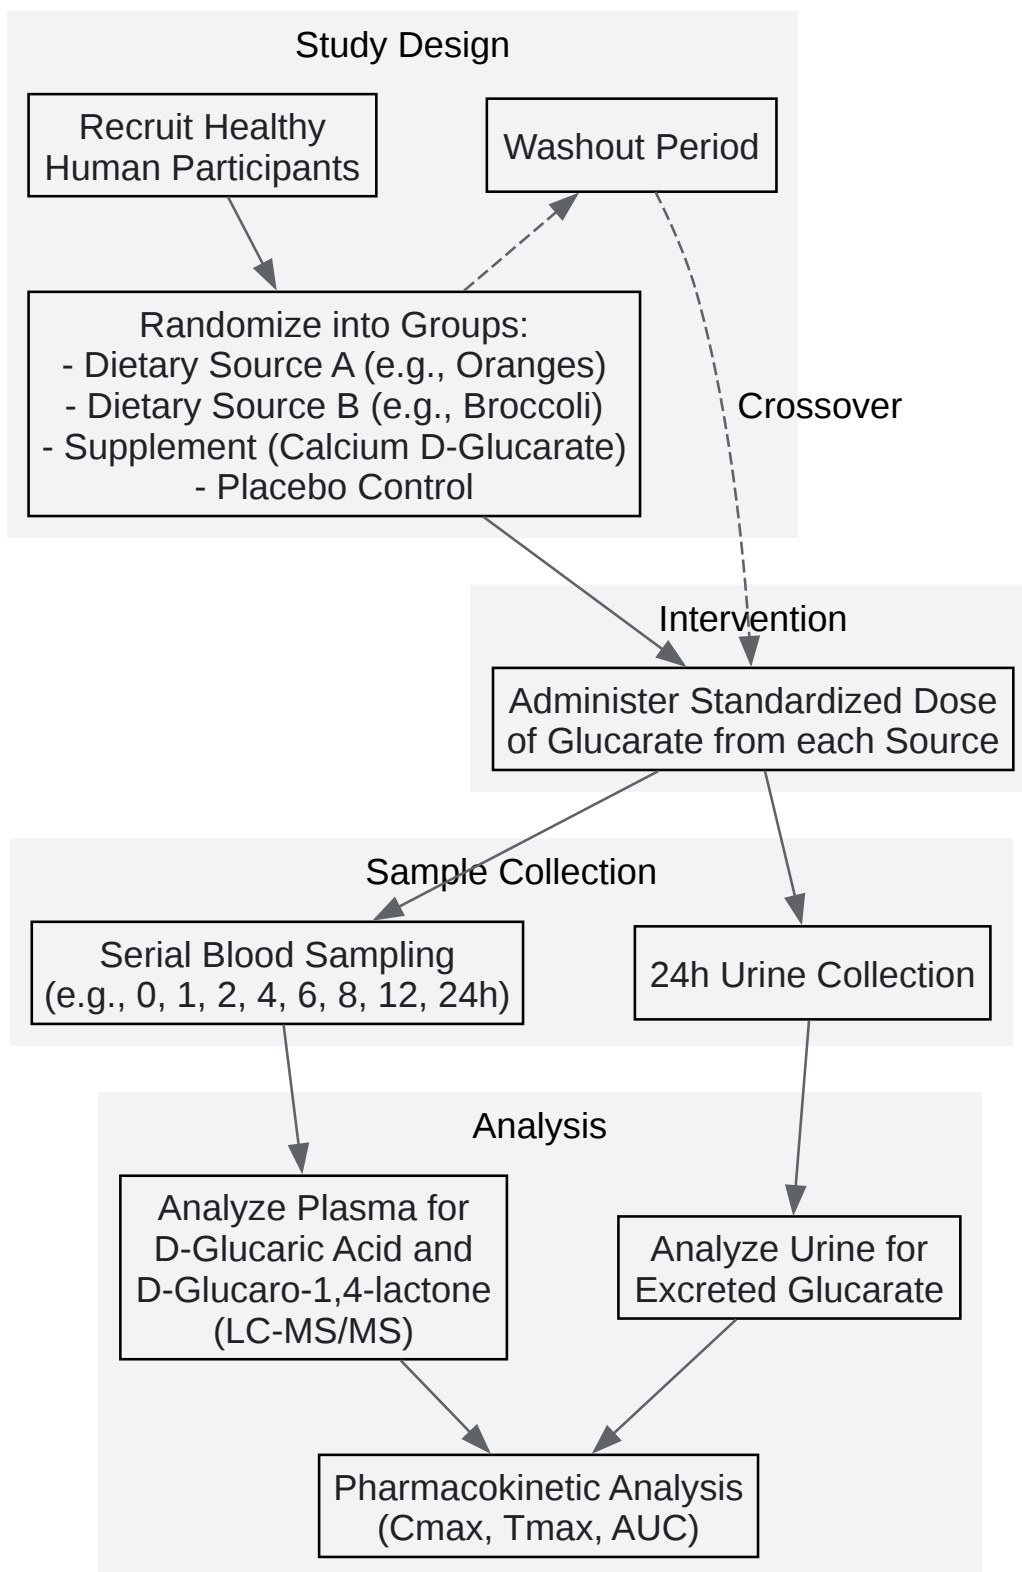 Study Design
Recruit Healthy
Human Participants
Washout Period
Randomize into Groups:
- Dietary Source A (e.g., Oranges)
- Dietary Source B (e.g., Broccoli)
- Supplement (Calcium D-Glucarate)
- Placebo Control
Crossover
Intervention
Administer Standardized Dose
of Glucarate from each Source
Sample Collection
Serial Blood Sampling
(e.g., 0, 1, 2, 4, 6, 8, 12, 24h)
24h Urine Collection
Analysis
Analyze Plasma for
D-Glucaric Acid and
D-Glucaro-1,4-lactone
(LC-MS/MS)
Analyze Urine for
Excreted Glucarate
Pharmacokinetic Analysis
(Cmax, Tmax, AUC)